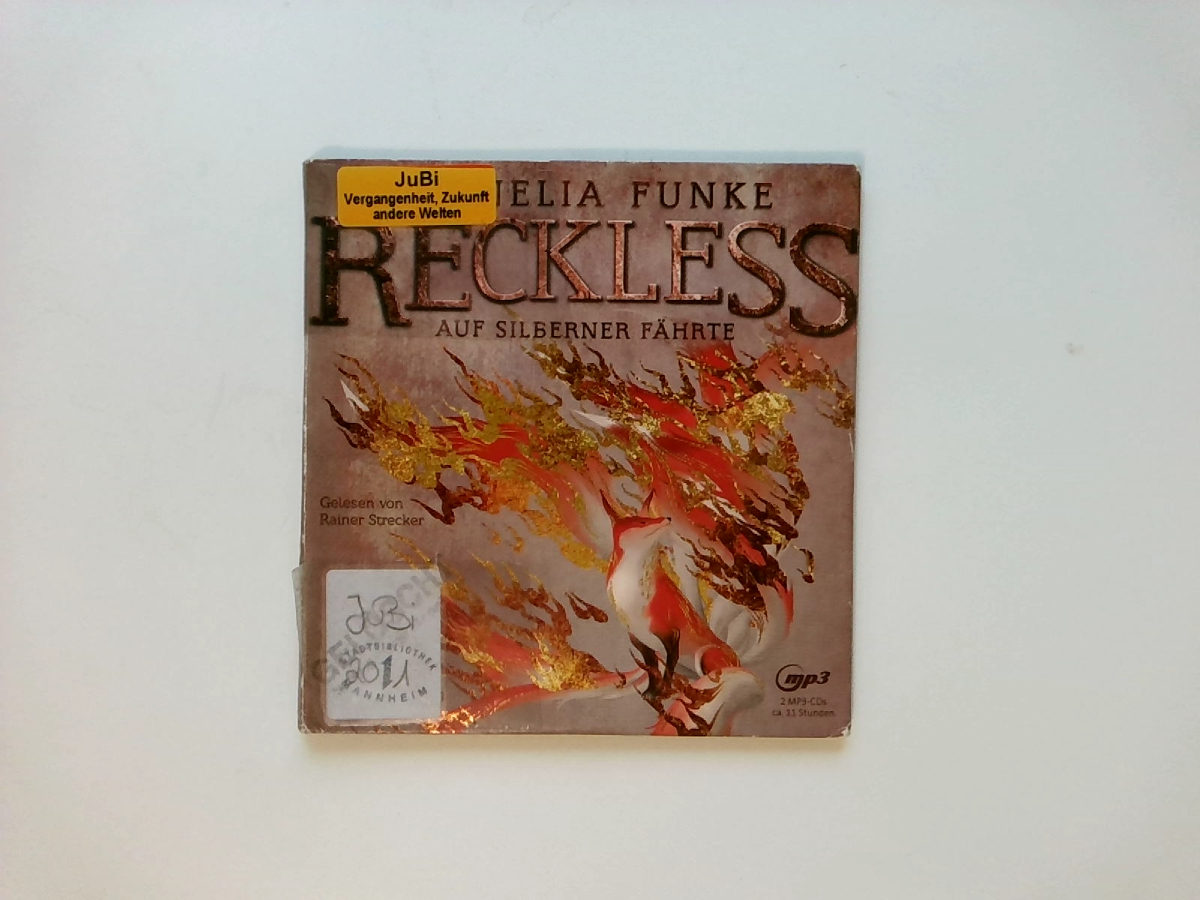 JuBi
Vergangenheit, Zukunft
andere Welten
NELIA FUNKE
RECKLESS
AUF SILBERNER FÄHRTE
Gelesen von
Rainer Strecker
JuBi
STADTBIBLIOTHEK
2011
MANNHEIM
mp3
2 MP3-CDs
ca. 11 Stunden